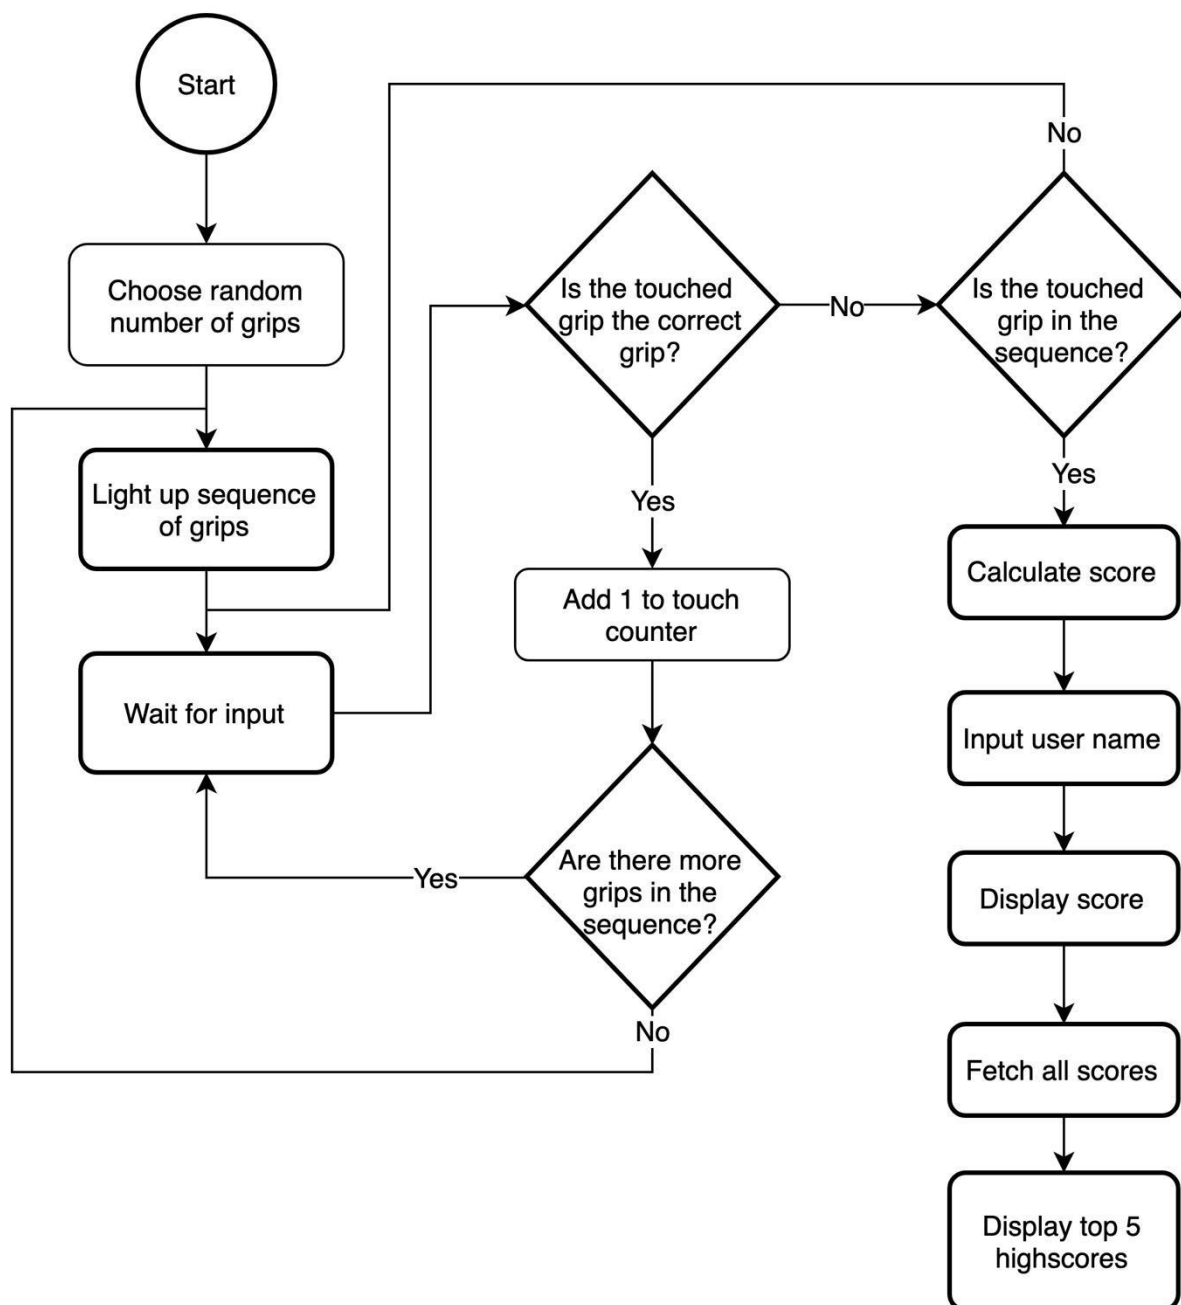 Start
Choose random
number of grips
Light up sequence
of grips
Wait for input
Is the touched
grip the correct
grip?
No
Yes
Add 1 to touch
counter
Are there more
grips in the
sequence?
Yes
No
Is the touched
grip in the
sequence?
No
Yes
Calculate score
Input user name
Display score
Fetch all scores
Display top 5
highscores